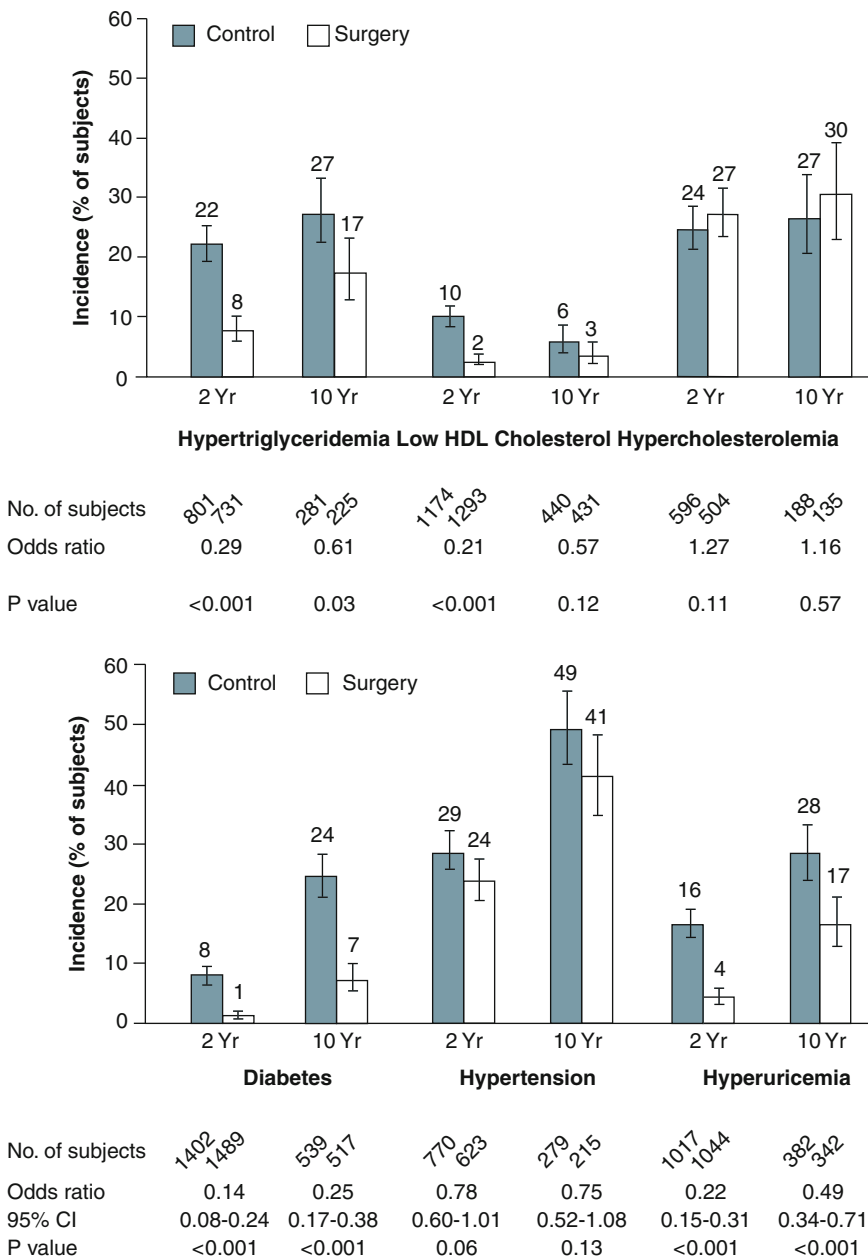 60
Control Surgery
50
40
30
20
10
0
Incidence (% of subjects)
22 8 27 17 10 2 6 3 24 27 27 30
2 Yr 10 Yr 2 Yr 10 Yr 2 Yr 10 Yr
Hypertriglyceridemia Low HDL Cholesterol Hypercholesterolemia
No. of subjects 801 731 281 225 1174 1293 440 431 596 504 188 135
Odds ratio 0.29 0.61 0.21 0.57 1.27 1.16
P value <0.001 0.03 <0.001 0.12 0.11 0.57
60
Control Surgery
50
40
30
20
10
0
Incidence (% of subjects)
8 1 24 7 29 24 49 41 16 4 28 17
2 Yr 10 Yr 2 Yr 10 Yr 2 Yr 10 Yr
Diabetes Hypertension Hyperuricemia
No. of subjects 1402 1489 539 517 770 623 279 215 1017 1044 382 342
Odds ratio 0.14 0.25 0.78 0.75 0.22 0.49
95% CI 0.08-0.24 0.17-0.38 0.60-1.01 0.52-1.08 0.15-0.31 0.34-0.71
P value <0.001 <0.001 0.06 0.13 <0.001 <0.001